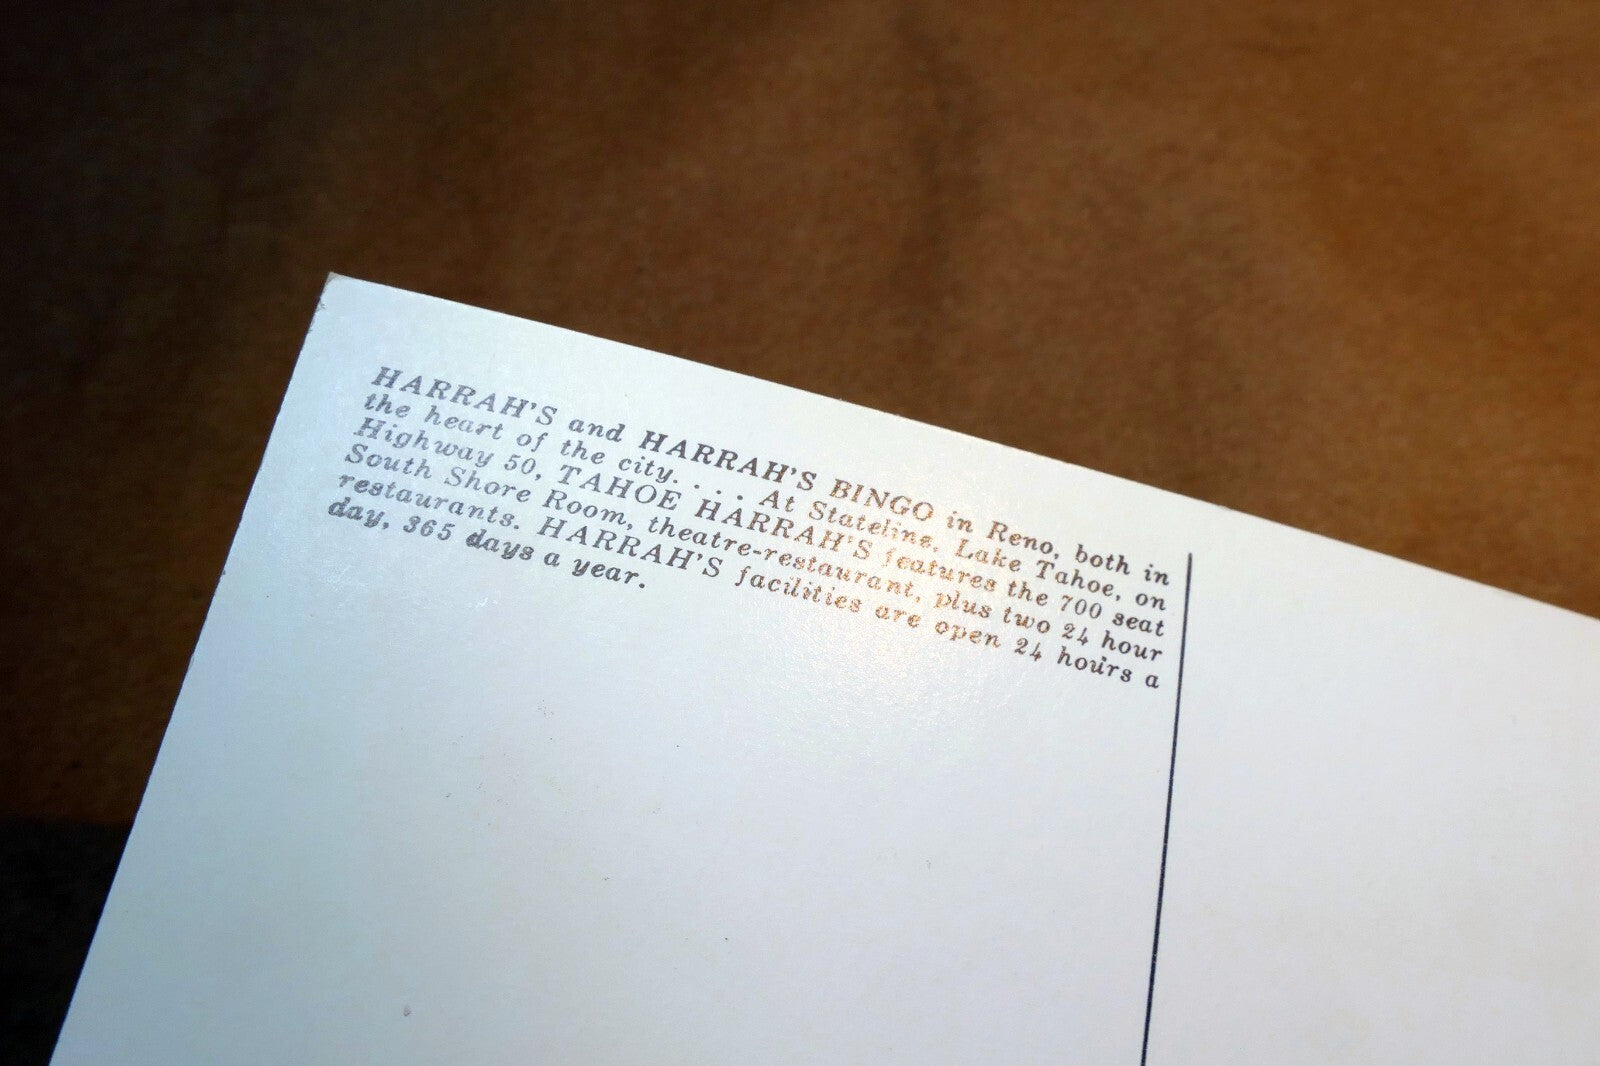 HARRAH'S and HARRAH'S BINGO in Reno, both in
the heart of the city. . . . At Stateline, Lake Tahoe, on
Highway 50, TAHOE HARRAH'S features the 700 seat
South Shore Room, theatre-restaurant, plus two 24 hour
restaurants. HARRAH'S facilities are open 24 hours a
day, 365 days a year.